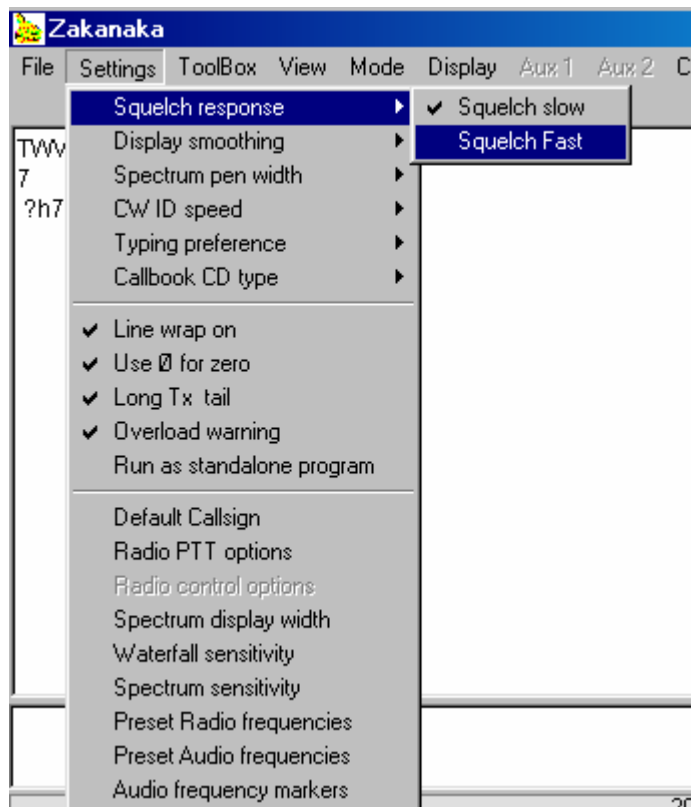 Zakanaka
File Settings ToolBox View Mode Display Aux 1 Aux 2 C
Squelch response
Squelch slow
Squelch Fast
Display smoothing
Spectrum pen width
CW ID speed
Typing preference
Callbook CD type
Line wrap on
Use Ø for zero
Long Tx tail
Overload warning
Run as standalone program
Default Callsign
Radio PTT options
Radio control options
Spectrum display width
Waterfall sensitivity
Spectrum sensitivity
Preset Radio frequencies
Preset Audio frequencies
Audio frequency markers
7
?h7